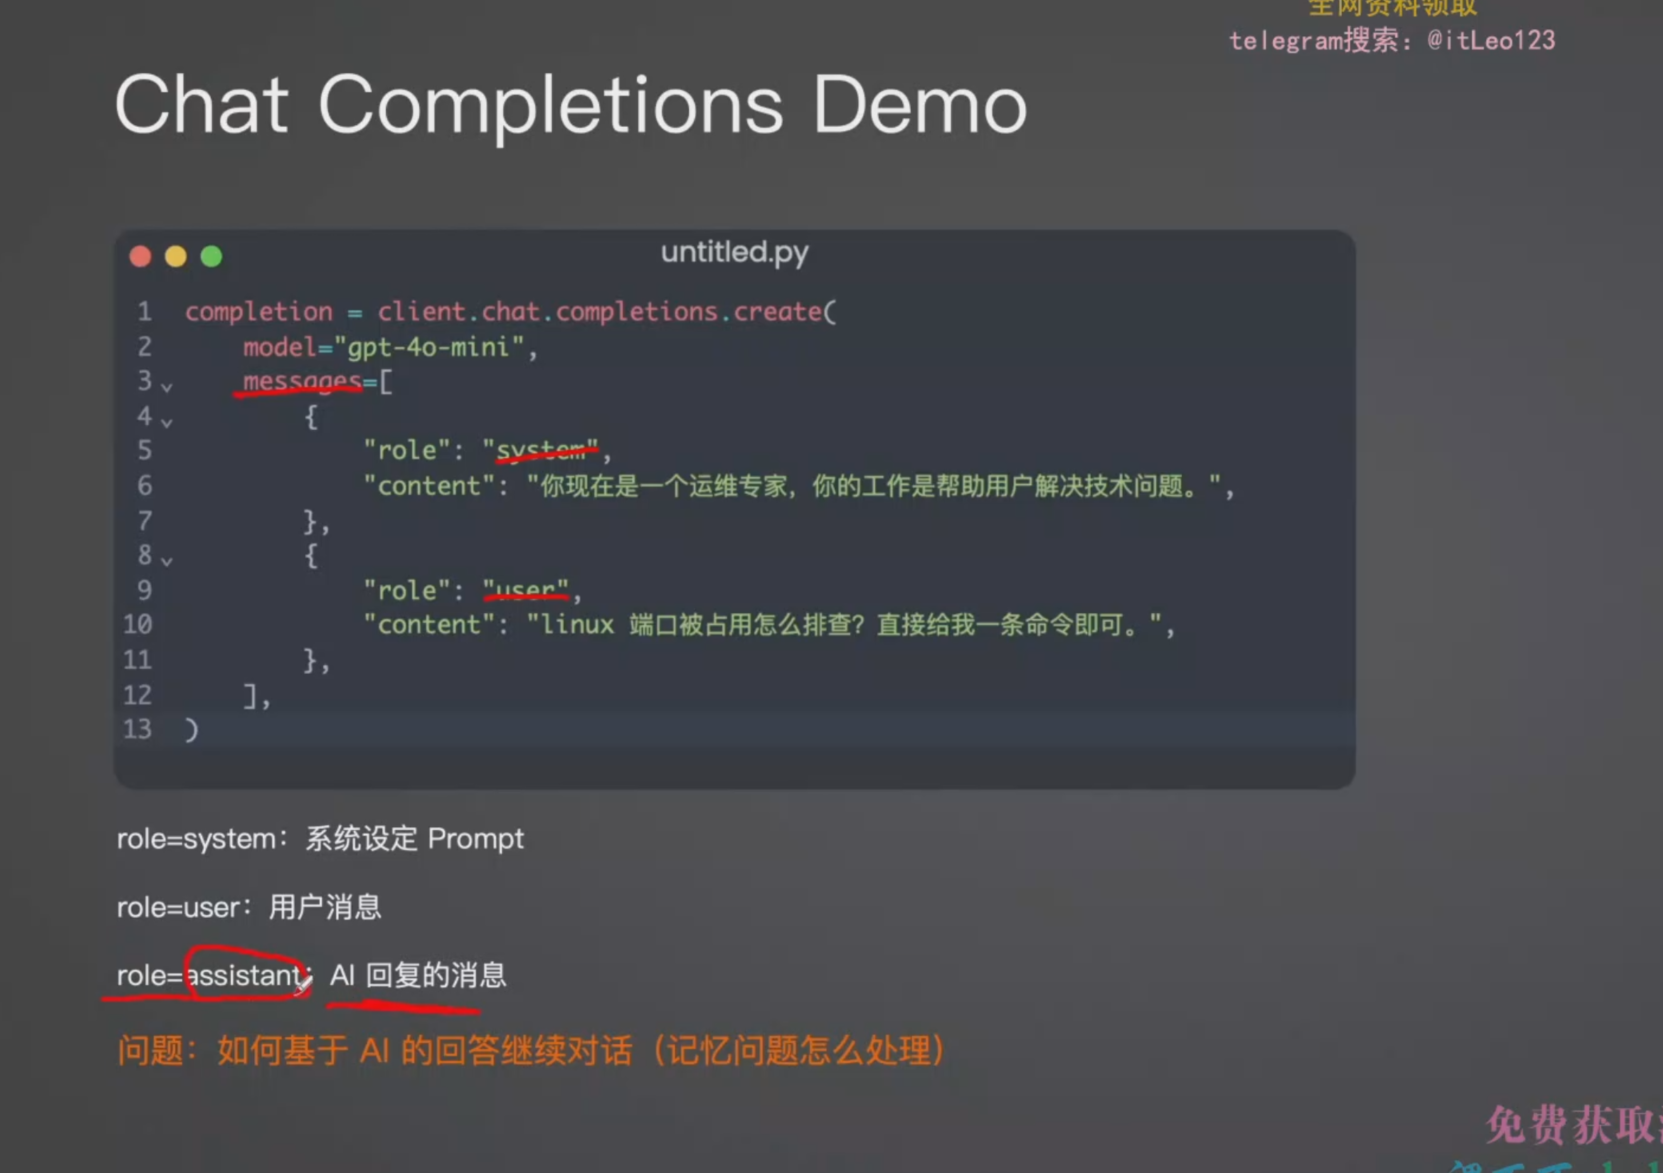 全网资料领取
telegram搜索：@itLeo123
Chat Completions Demo
untitled.py
1 completion = client.chat.completions.create(
2 model="gpt-4o-mini",
3 messages=[
4 {
5 "role": "system",
6 "content": "你现在是一个运维专家，你的工作是帮助用户解决技术问题。",
7 },
8 {
9 "role": "user",
10 "content": "linux 端口被占用怎么排查？直接给我一条命令即可。",
11 },
12 ],
13 )
role=system：系统设定 Prompt
role=user：用户消息
role=assistant：AI 回复的消息
问题：如何基于 AI 的回答继续对话（记忆问题怎么处理）
免费获取